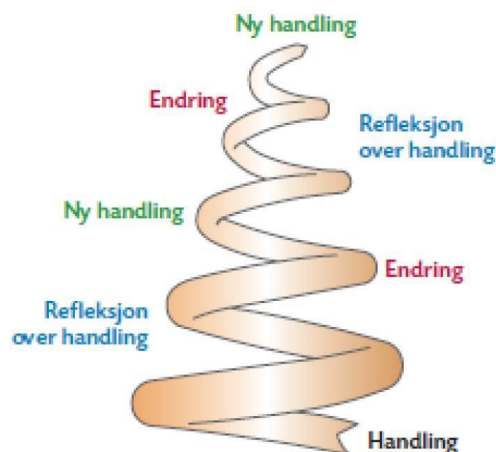 Ny handling
Endring
Refleksjon
over handling
Ny handling
Endring
Refleksjon
over handling
Handling